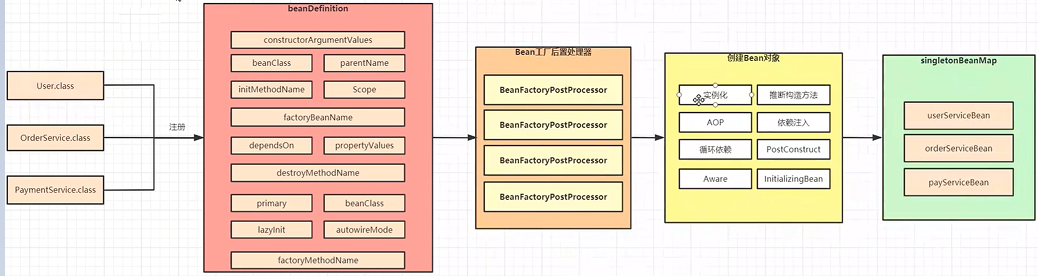 User.class
OrderService.class
PaymentService.class
注册
beanDefinition
constructorArgumentValues
beanClass parentName
initMethodName Scope
factoryBeanName
dependsOn propertyValues
destroyMethodName
primary beanClass
lazyInit autowireMode
factoryMethodName
Bean工厂后置处理器
BeanFactoryPostProcessor
BeanFactoryPostProcessor
BeanFactoryPostProcessor
BeanFactoryPostProcessor
创建Bean对象
实例化 推断构造方法
AOP 依赖注入
循环依赖 PostConstruct
Aware InitializingBean
singletonBeanMap
userServiceBean
orderServiceBean
payServiceBean